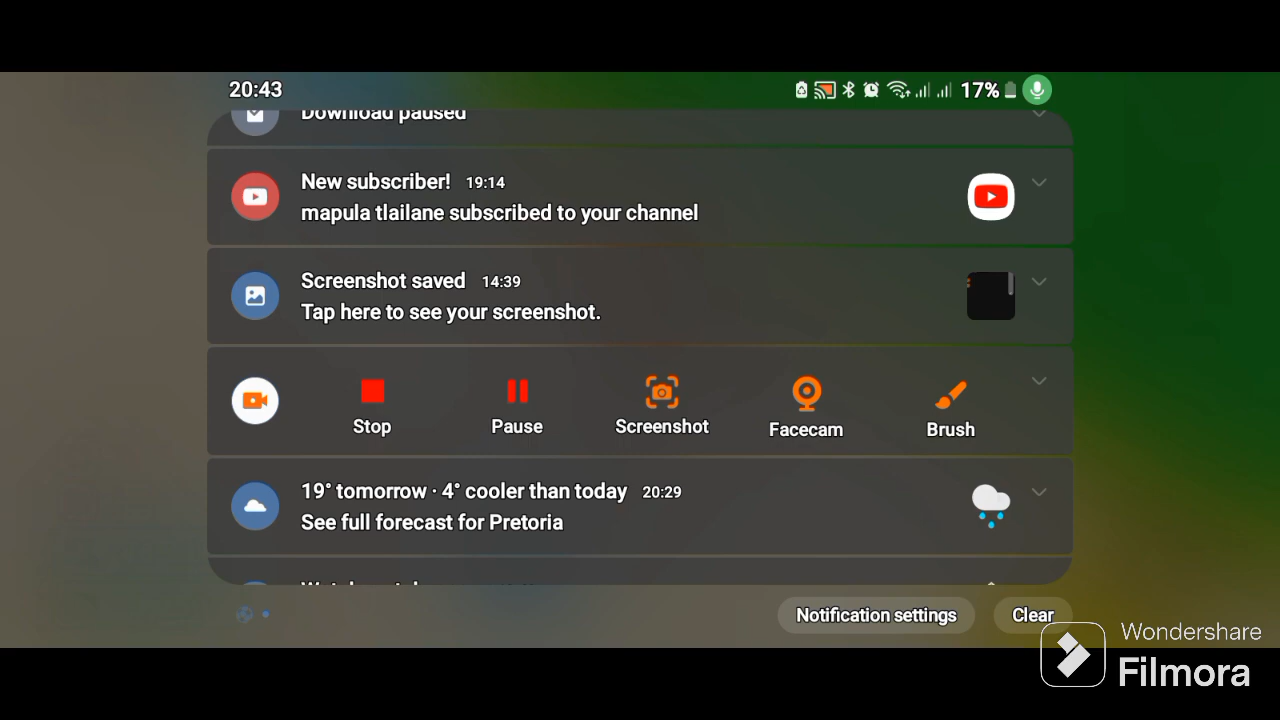 20:43 17%
Download paused
New subscriber! 19:14
mapula tlailane subscribed to your channel
Screenshot saved 14:39
Tap here to see your screenshot.
Stop Pause Screenshot Facecam Brush
19° tomorrow · 4° cooler than today 20:29
See full forecast for Pretoria
Notification settings Clear
Wondershare
Filmora